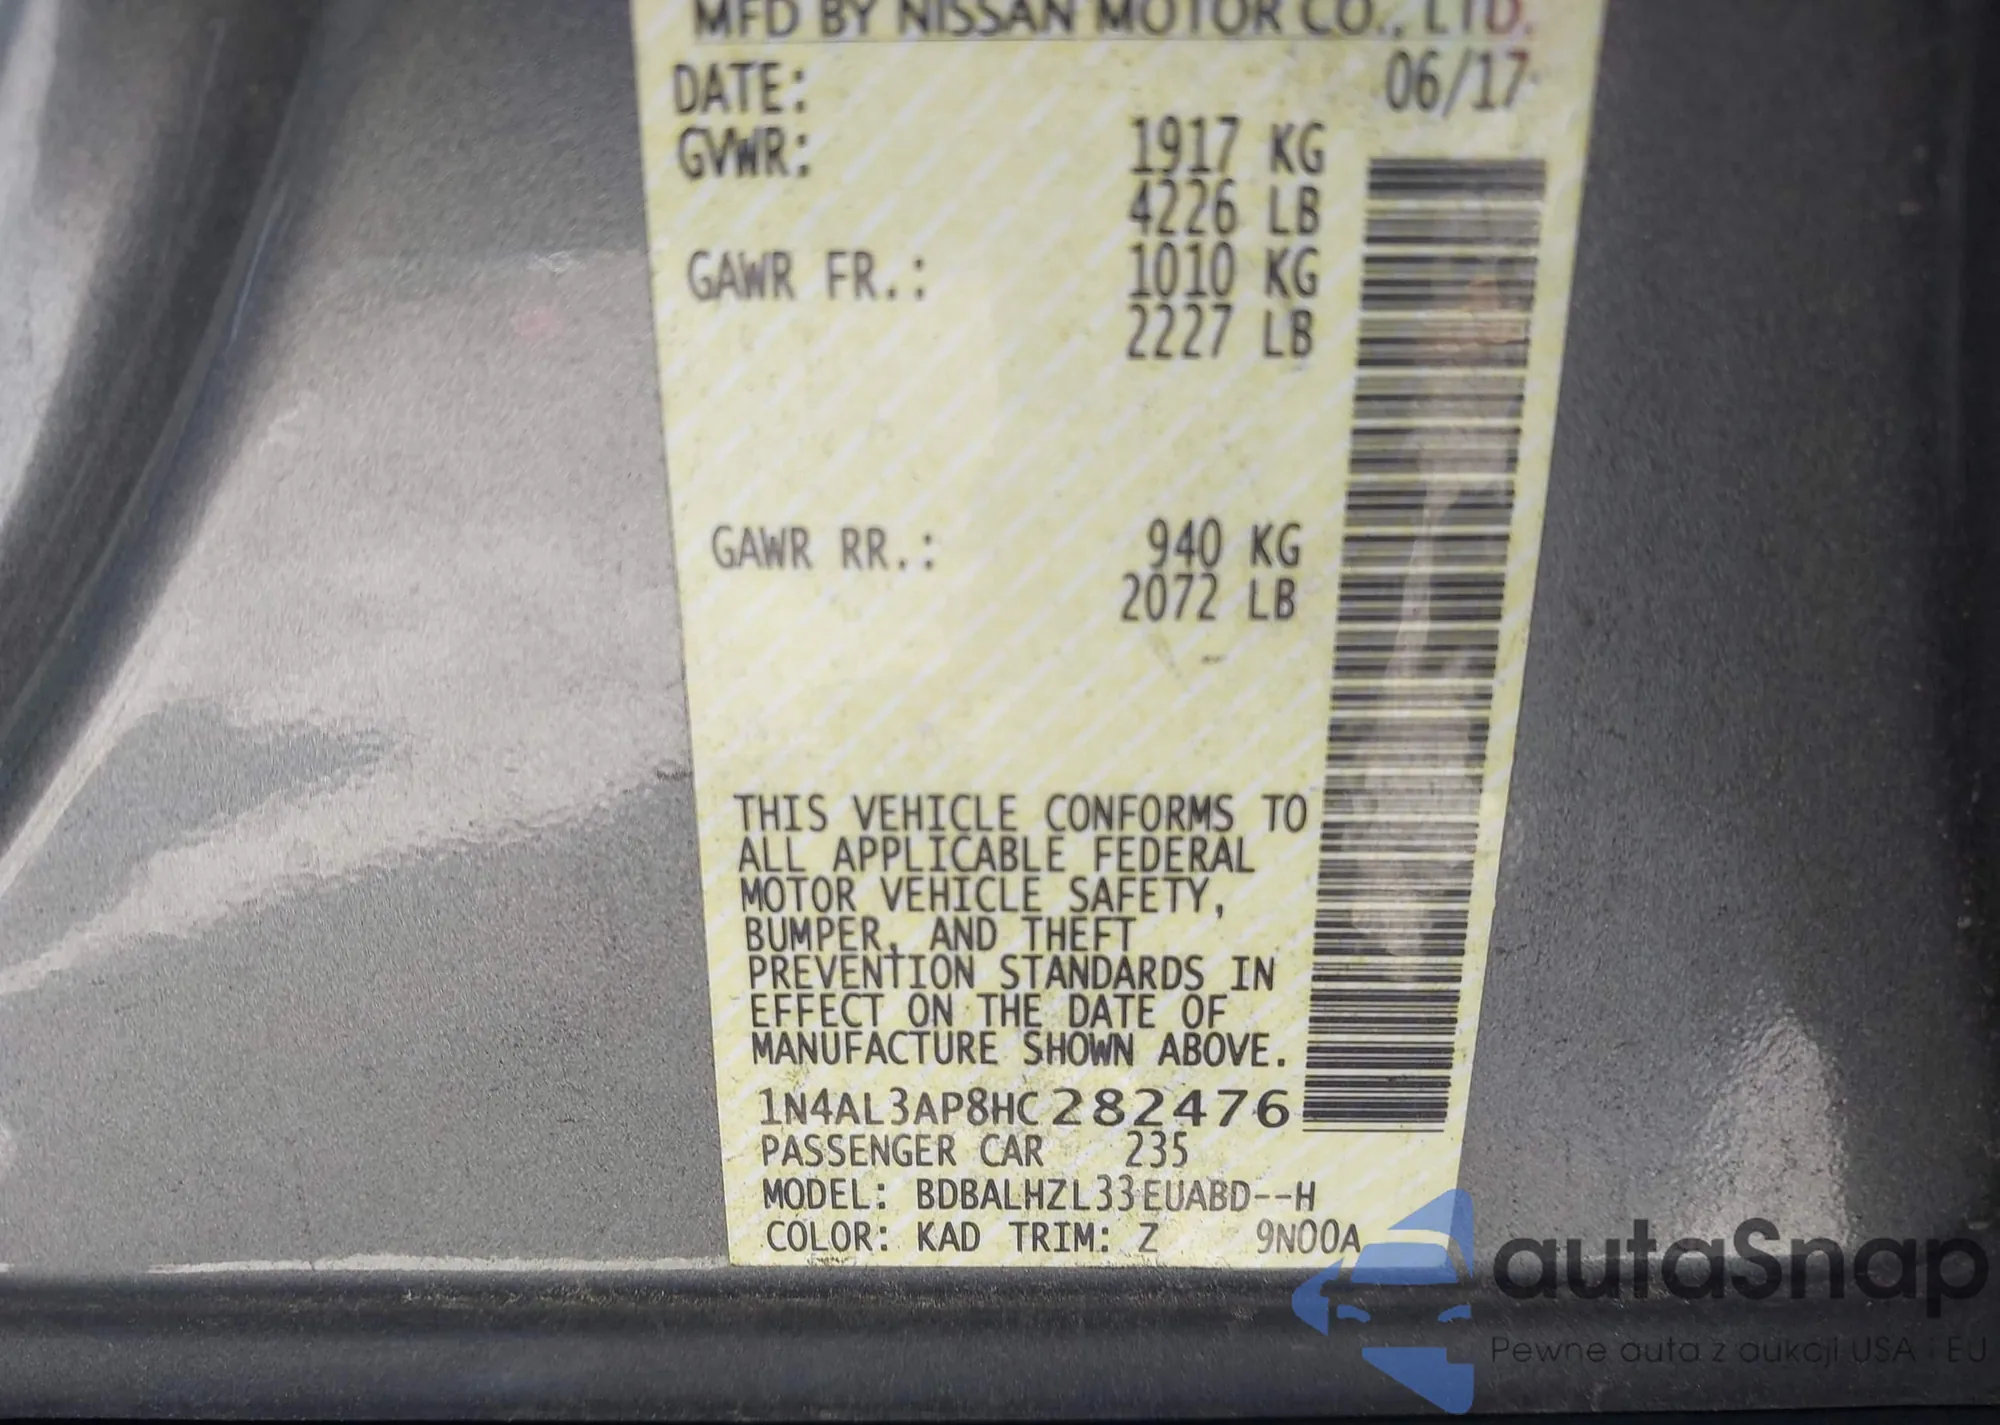 MFD BY NISSAN MOTOR CO., LTD.
DATE: 06/17
GVWR: 1917 KG
4226 LB
GAWR FR.: 1010 KG
2227 LB
GAWR RR.: 940 KG
2072 LB
THIS VEHICLE CONFORMS TO
ALL APPLICABLE FEDERAL
MOTOR VEHICLE SAFETY,
BUMPER, AND THEFT
PREVENTION STANDARDS IN
EFFECT ON THE DATE OF
MANUFACTURE SHOWN ABOVE.
1N4AL3AP8HC282476
PASSENGER CAR 235
MODEL: BDBALHZL33EUABD--H
COLOR: KAD TRIM: Z 9N00A
autaSnap
Pewne auta z aukcji USA i EU